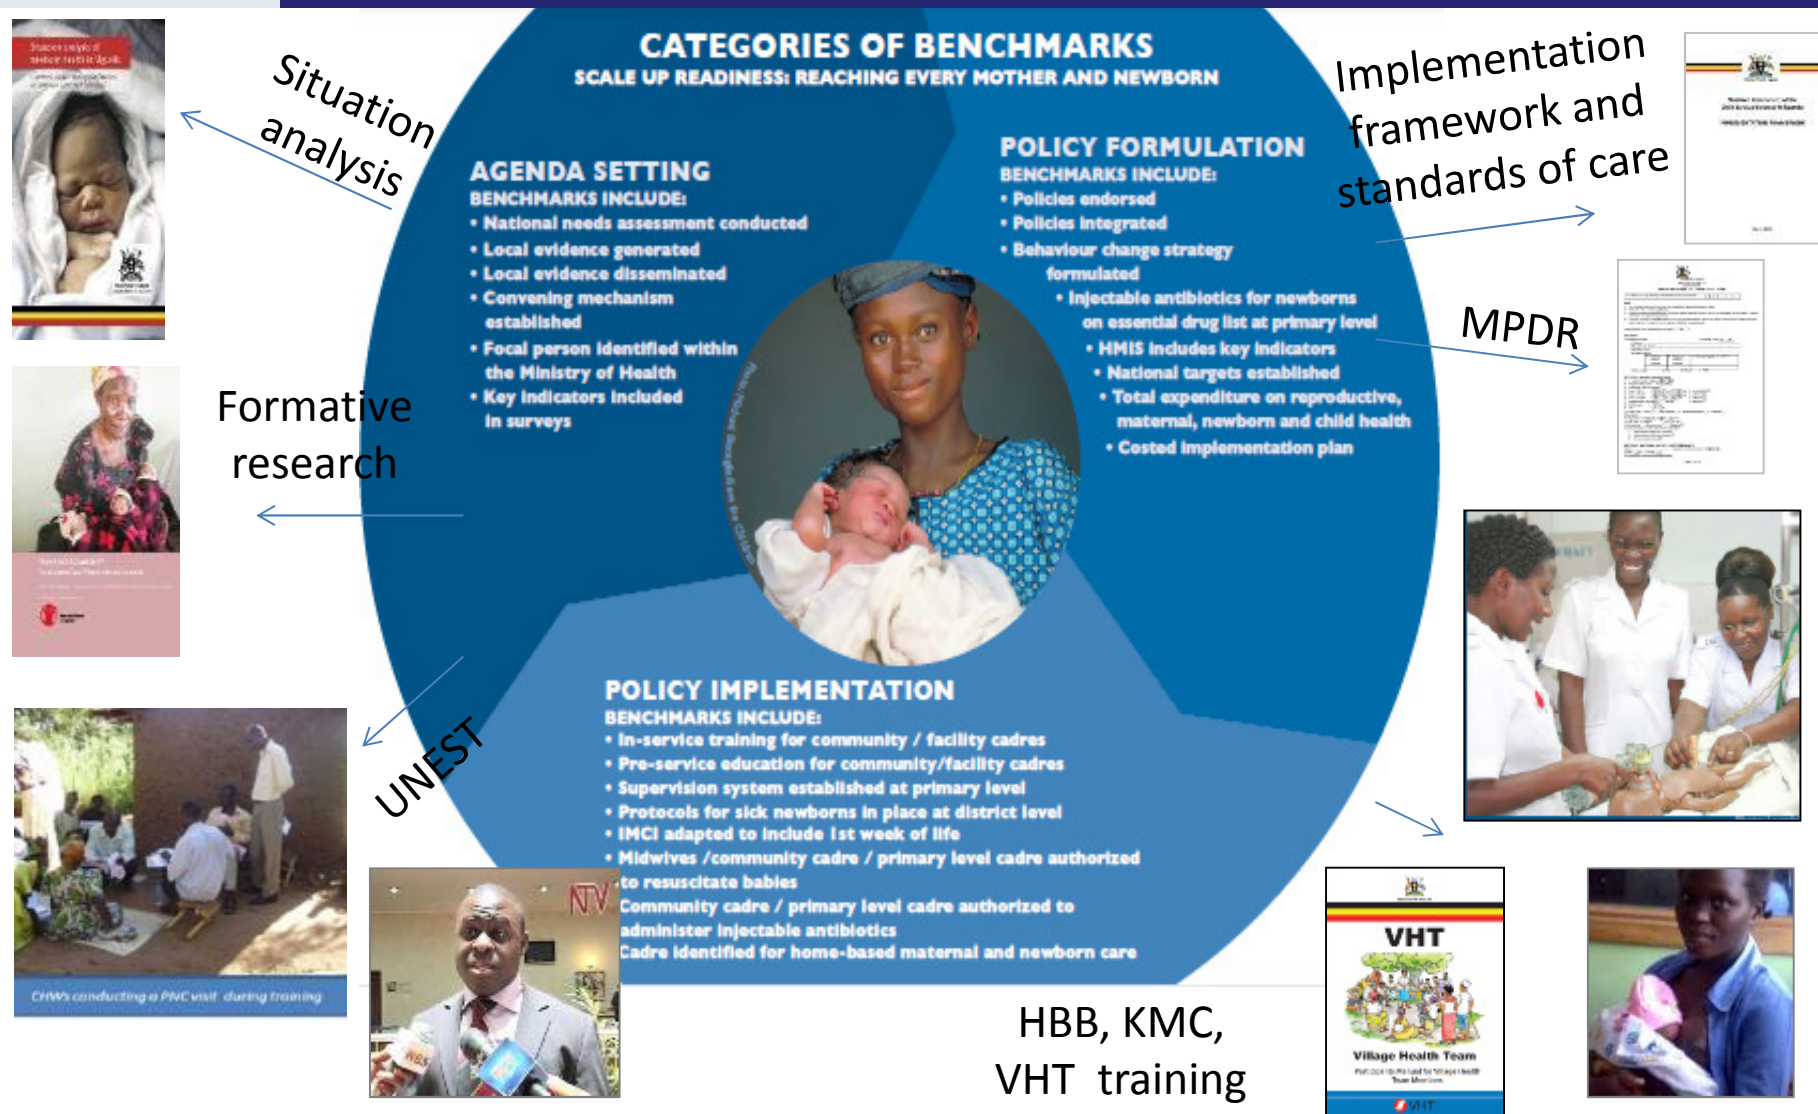 CATEGORIES OF BENCHMARKS
SCALE UP READINESS: REACHING EVERY MOTHER AND NEWBORN
Situation
analysis
Implementation
framework and
standards of care
AGENDA SETTING
BENCHMARKS INCLUDE:
• National needs assessment conducted
• Local evidence generated
• Local evidence disseminated
• Convening mechanism
established
• Focal person identified within
the Ministry of Health
• Key indicators included
in surveys
POLICY FORMULATION
BENCHMARKS INCLUDE:
• Policies endorsed
• Policies integrated
• Behaviour change strategy
formulated
• Injectable antibiotics for newborns
on essential drug list at primary level
• HMIS includes key indicators
• National targets established
• Total expenditure on reproductive,
maternal, newborn and child health
• Costed implementation plan
MPDR
Formative
research
UNEST
POLICY IMPLEMENTATION
BENCHMARKS INCLUDE:
• In-service training for community / facility cadres
• Pre-service education for community/facility cadres
• Supervision system established at primary level
• Protocols for sick newborns in place at district level
• IMCI adapted to include 1st week of life
• Midwives /community cadre / primary level cadre authorized
to resuscitate babies
Community cadre / primary level cadre authorized to
administer injectable antibiotics
Cadre identified for home-based maternal and newborn care
CHWs conducting a PNC visit during training
NTV
WBS
HBB, KMC,
VHT training
VHT
Village Health Team
Participants Manual for Village Health
Team Members
VHT